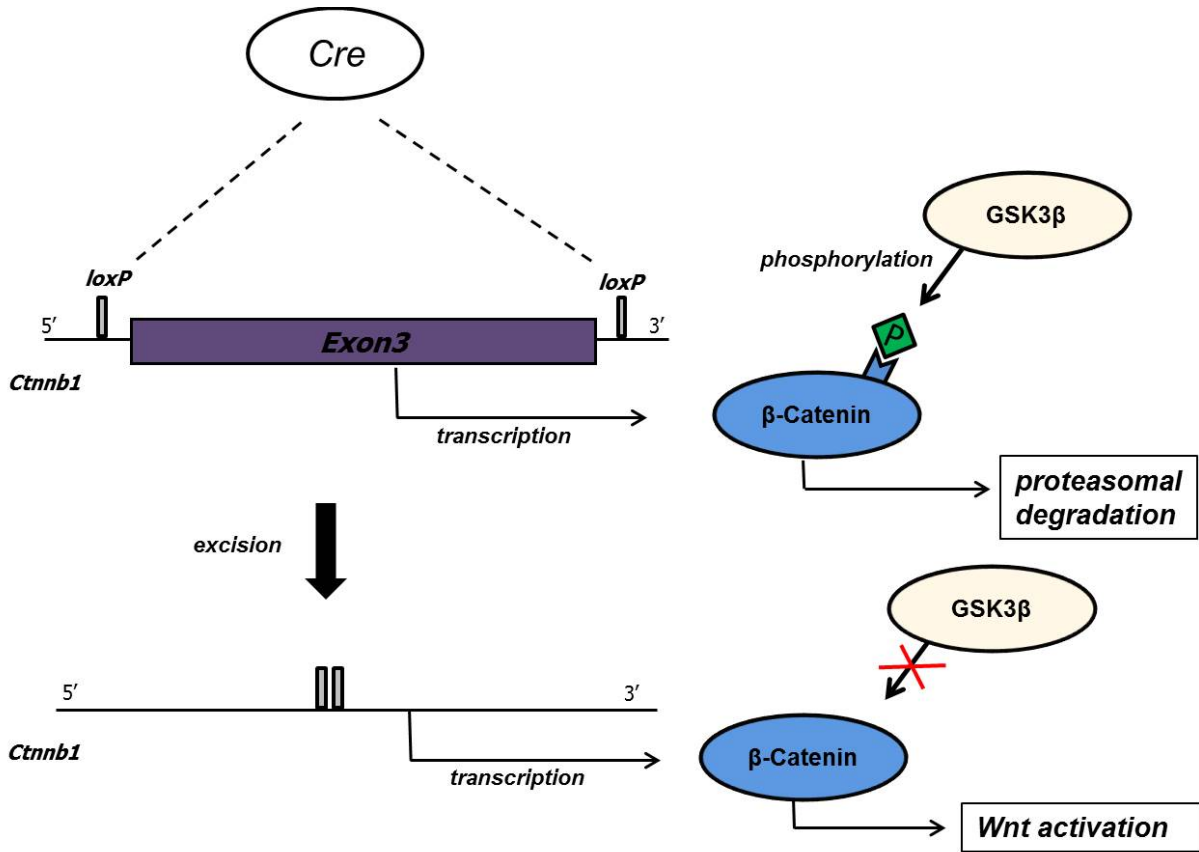 Cre
loxP
loxP
5′
3′
Exon3
Ctnnb1
transcription
GSK3β
phosphorylation
P
β-Catenin
proteasomal
degradation
excision
5′
3′
Ctnnb1
transcription
GSK3β
β-Catenin
Wnt activation